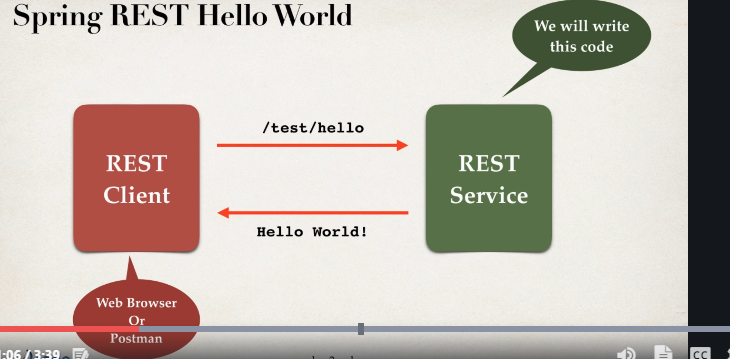 Spring REST Hello World
We will write
this code
/test/hello
REST
Client
REST
Service
Hello World!
Web Browser
Or
Postman
:06 / 3:39
CC